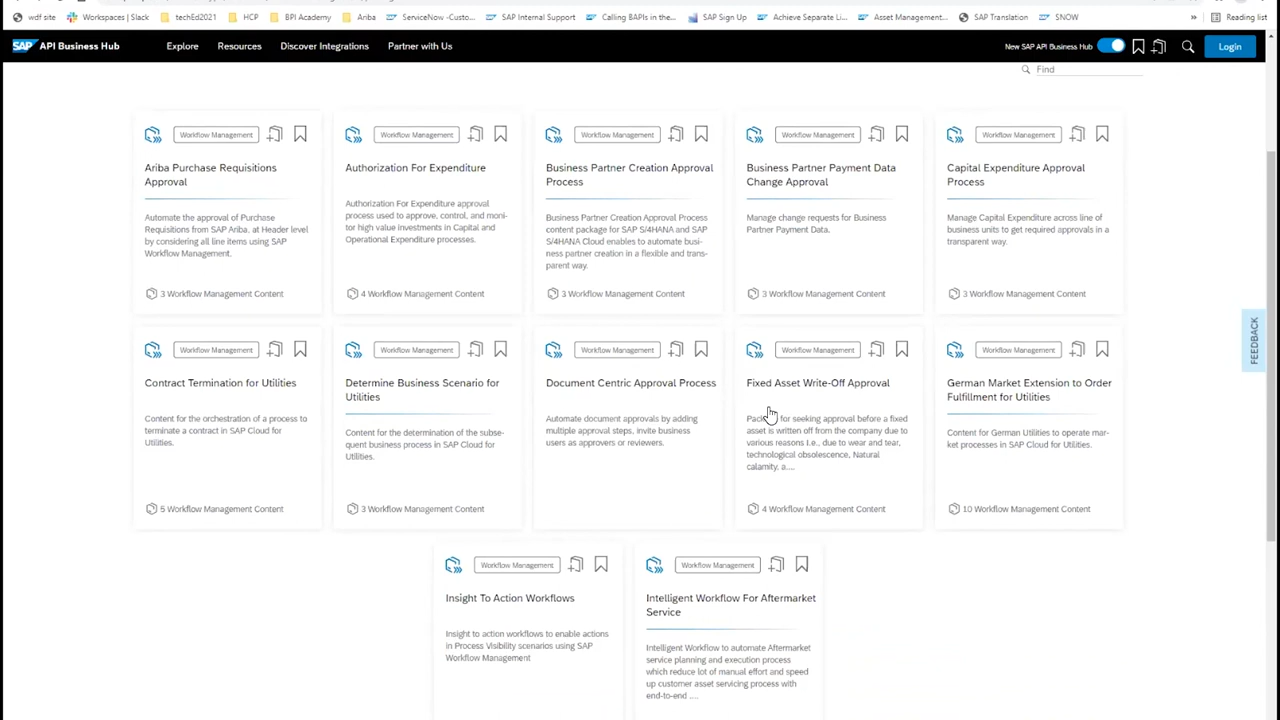 wdf site
Workspaces | Slack
techEd2021
HCP
BPI Academy
Ariba
ServiceNow -Custo...
SAP Internal Support
Calling BAPIs in the...
SAP Sign Up
Achieve Separate Li...
Asset Management...
SAP Translation
SNOW
»
Reading list
SAP API Business Hub
Explore
Resources
Discover Integrations
Partner with Us
New SAP API Business Hub
Login
Find
Workflow Management
Ariba Purchase Requisitions
Approval
Automate the approval of Purchase
Requisitions from SAP Ariba, at Header level
by considering all line items using SAP
Workflow Management.
3 Workflow Management Content
Workflow Management
Authorization For Expenditure
Authorization For Expenditure approval
process used to approve, control, and moni-
tor high value investments in Capital and
Operational Expenditure processes.
4 Workflow Management Content
Workflow Management
Business Partner Creation Approval
Process
Business Partner Creation Approval Process
content package for SAP S/4HANA and SAP
S/4HANA Cloud enables to automate busi-
ness partner creation in a flexible and trans-
parent way.
3 Workflow Management Content
Workflow Management
Business Partner Payment Data
Change Approval
Manage change requests for Business
Partner Payment Data.
3 Workflow Management Content
Workflow Management
Capital Expenditure Approval
Process
Manage Capital Expenditure across line of
business units to get required approvals in a
transparent way.
3 Workflow Management Content
Workflow Management
Contract Termination for Utilities
Content for the orchestration of a process to
terminate a contract in SAP Cloud for
Utilities.
5 Workflow Management Content
Workflow Management
Determine Business Scenario for
Utilities
Content for the determination of the subse-
quent business process in SAP Cloud for
Utilities.
3 Workflow Management Content
Workflow Management
Document Centric Approval Process
Automate document approvals by adding
multiple approval steps, invite business
users as approvers or reviewers.
Workflow Management
Fixed Asset Write-Off Approval
for seeking approval before a fixed
asset is written off from the company due to
various reasons i.e., due to wear and tear,
technological obsolescence, Natural
calamity, a....
4 Workflow Management Content
Workflow Management
German Market Extension to Order
Fulfillment for Utilities
Content for German Utilities to operate mar-
ket processes in SAP Cloud for Utilities.
10 Workflow Management Content
FEEDBACK
Workflow Management
Insight To Action Workflows
Insight to action workflows to enable actions
in Process Visibility scenarios using SAP
Workflow Management
Workflow Management
Intelligent Workflow For Aftermarket
Service
Intelligent Workflow to automate Aftermarket
service planning and execution process
which reduce lot of manual effort and speed
up customer asset servicing process with
end-to-end ....